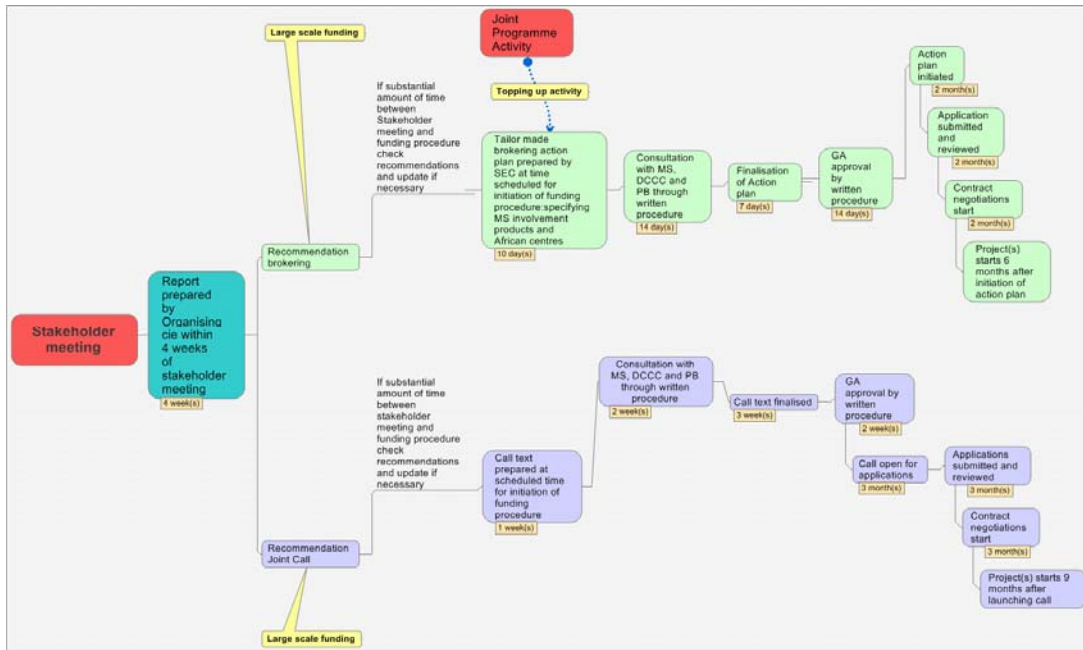 Large scale funding
Joint
Programme
Activity
Topping up activity
If substantial
amount of time
between
Stakeholder
meeting and
funding procedure
check
recommendations
and update if
necessary
Tailor made
brokering action
plan prepared by
SEC at time
scheduled for
initiation of funding
procedure:specifying
MS involvement
products and
African centres
10 day(s)
Consultation
with MS,
DCCC and
PB through
written
procedure
14 day(s)
Finalisation
of Action
plan
7 day(s)
GA
approval
by
written
procedure
14 day(s)
Action
plan
initiated
2 month(s)
Application
submitted
and
reviewed
2 month(s)
Contract
negotiations
start
2 month(s)
Project(s)
starts 6
months after
initiation of
action plan
Recommendation
brokering
Stakeholder
meeting
Report
prepared
by
Organising
cie within
4 weeks
of
stakeholder
meeting
4 week(s)
If substantial
amount of time
between
stakeholder
meeting and
funding procedure
check
recommendations
and update if
necessary
Call text
prepared at
scheduled time
for initiation of
funding
procedure
1 week(s)
Consultation with
MS, DCCC and PB
through written
procedure
2 week(s)
Call text finalised
3 week(s)
GA
approval by
written
procedure
2 week(s)
Call open for
applications
3 month(s)
Applications
submitted and
reviewed
3 month(s)
Contract
negotiations
start
3 month(s)
Project(s) starts 9
months after
launching call
Recommendation
Joint Call
Large scale funding